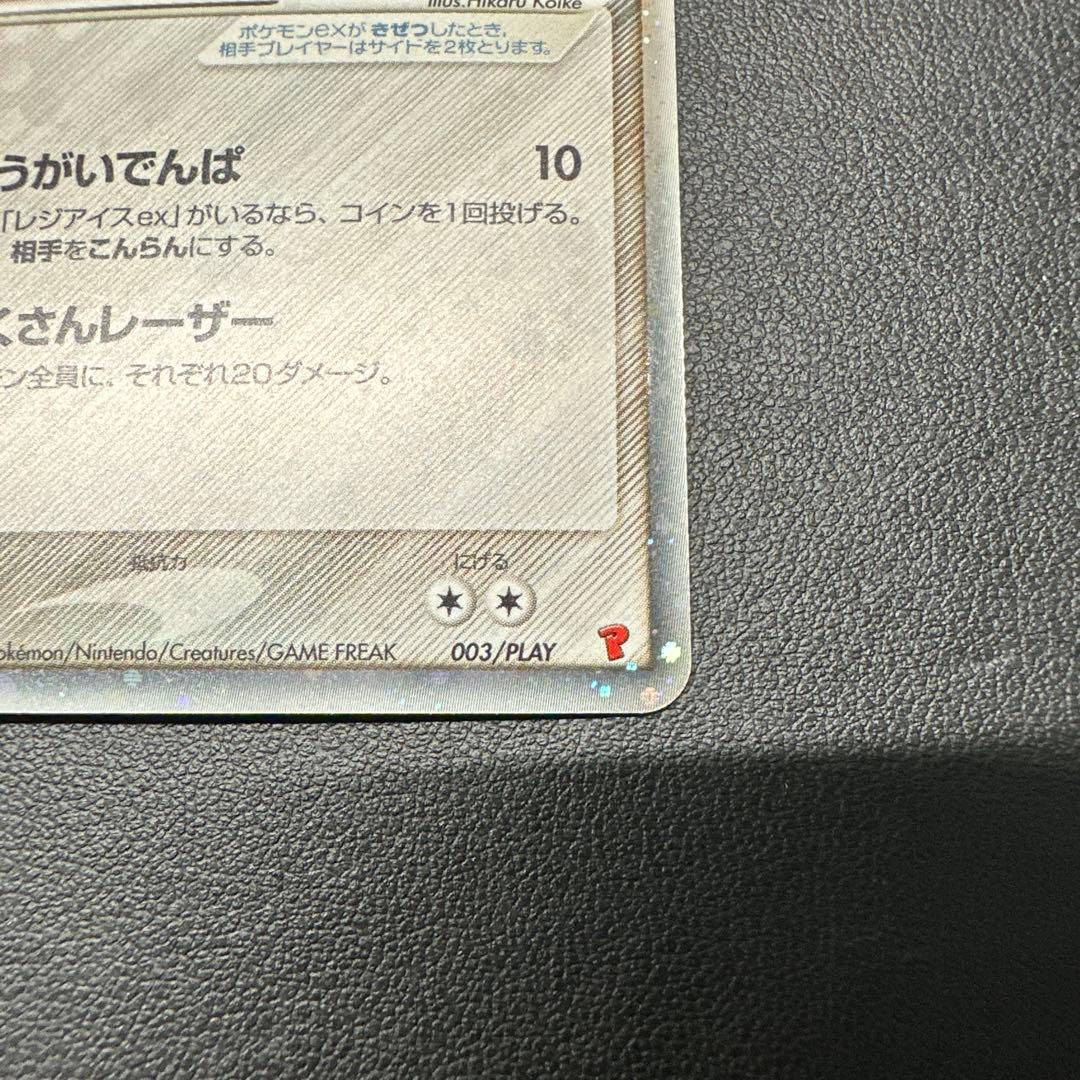 Illus.Hikaru Koike
ポケモンexが きぜつしたとき、
相手プレイヤーはサイトを2枚とります。
うがいでんぱ 10
「レジアイスex」がいるなら、コインを1回投げる。
相手をこんらんにする。
くさんレーザー
ン全員に、それぞれ20ダメージ。
抵抗力 にげる
okémon/Nintendo/Creatures/GAME FREAK 003/PLAY